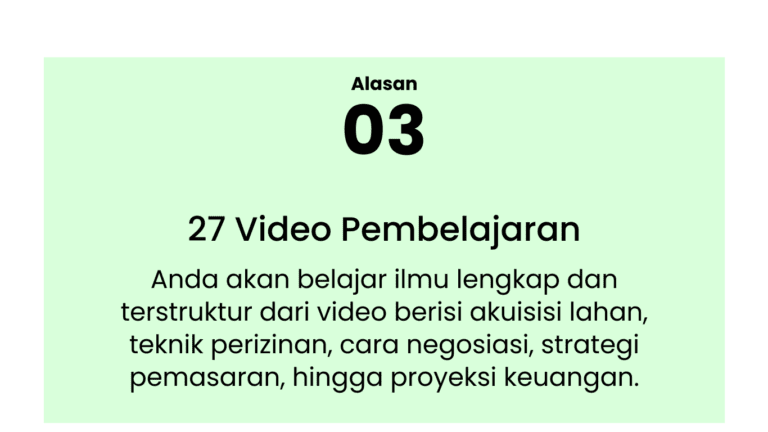 Alasan
03
27 Video Pembelajaran
Anda akan belajar ilmu lengkap dan
terstruktur dari video berisi akuisisi lahan,
teknik perizinan, cara negosiasi, strategi
pemasaran, hingga proyeksi keuangan.